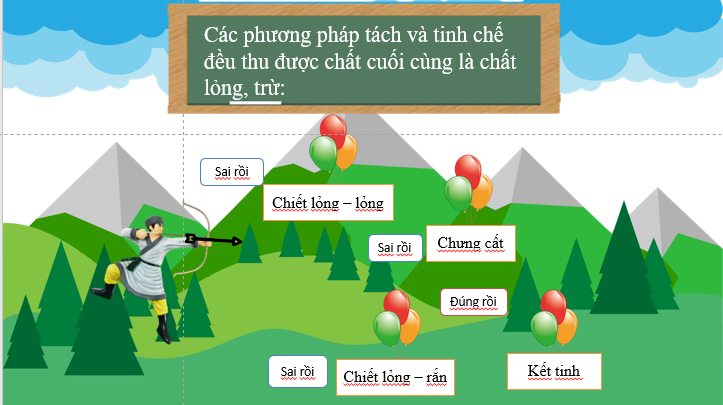 Các phương pháp tách và tinh chế
đều thu được chất cuối cùng là chất
lỏng, trừ:
Sai rồi
Chiết lỏng – lỏng
Sai rồi
Chưng cất
Đúng rồi
Sai rồi
Chiết lỏng – rắn
Kết tinh